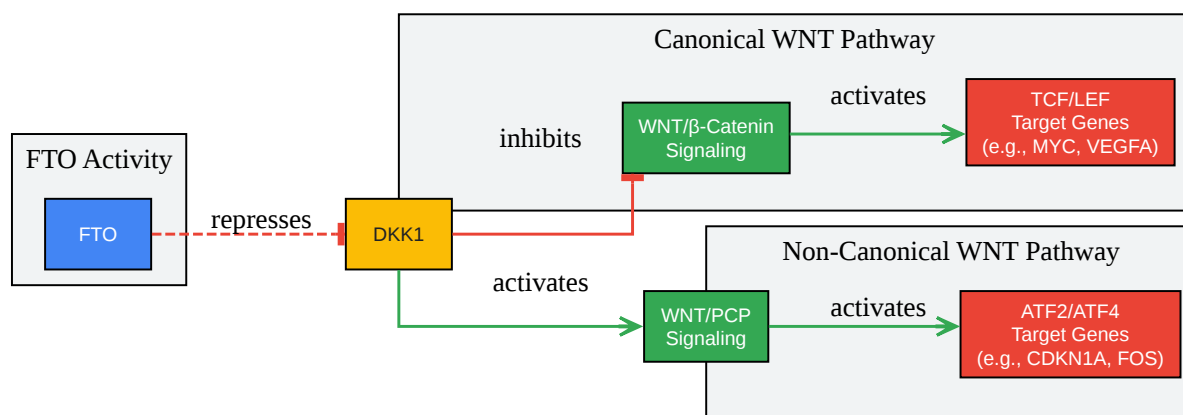 Canonical WNT Pathway
activates
TCF/LEF
Target Genes
(e.g., MYC, VEGFA)
WNT/β-Catenin
Signaling
inhibits
FTO Activity
FTO
represses
DKK1
Non-Canonical WNT Pathway
activates
WNT/PCP
Signaling
activates
ATF2/ATF4
Target Genes
(e.g., CDKN1A, FOS)